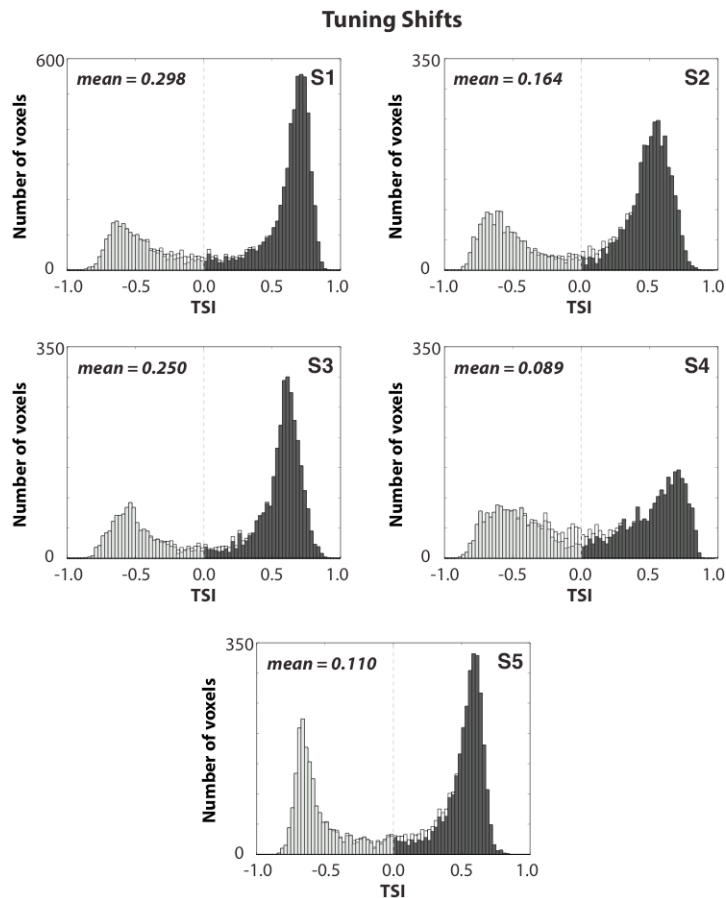 Tuning Shifts
600
mean = 0.298
S1
Number of voxels
0
-1.0 -0.5 0.0 0.5 1.0
TSI
350
mean = 0.164
S2
Number of voxels
0
-1.0 -0.5 0.0 0.5 1.0
TSI
350
mean = 0.250
S3
Number of voxels
0
-1.0 -0.5 0.0 0.5 1.0
TSI
350
mean = 0.089
S4
Number of voxels
0
-1.0 -0.5 0.0 0.5 1.0
TSI
350
mean = 0.110
S5
Number of voxels
0
-1.0 -0.5 0.0 0.5 1.0
TSI